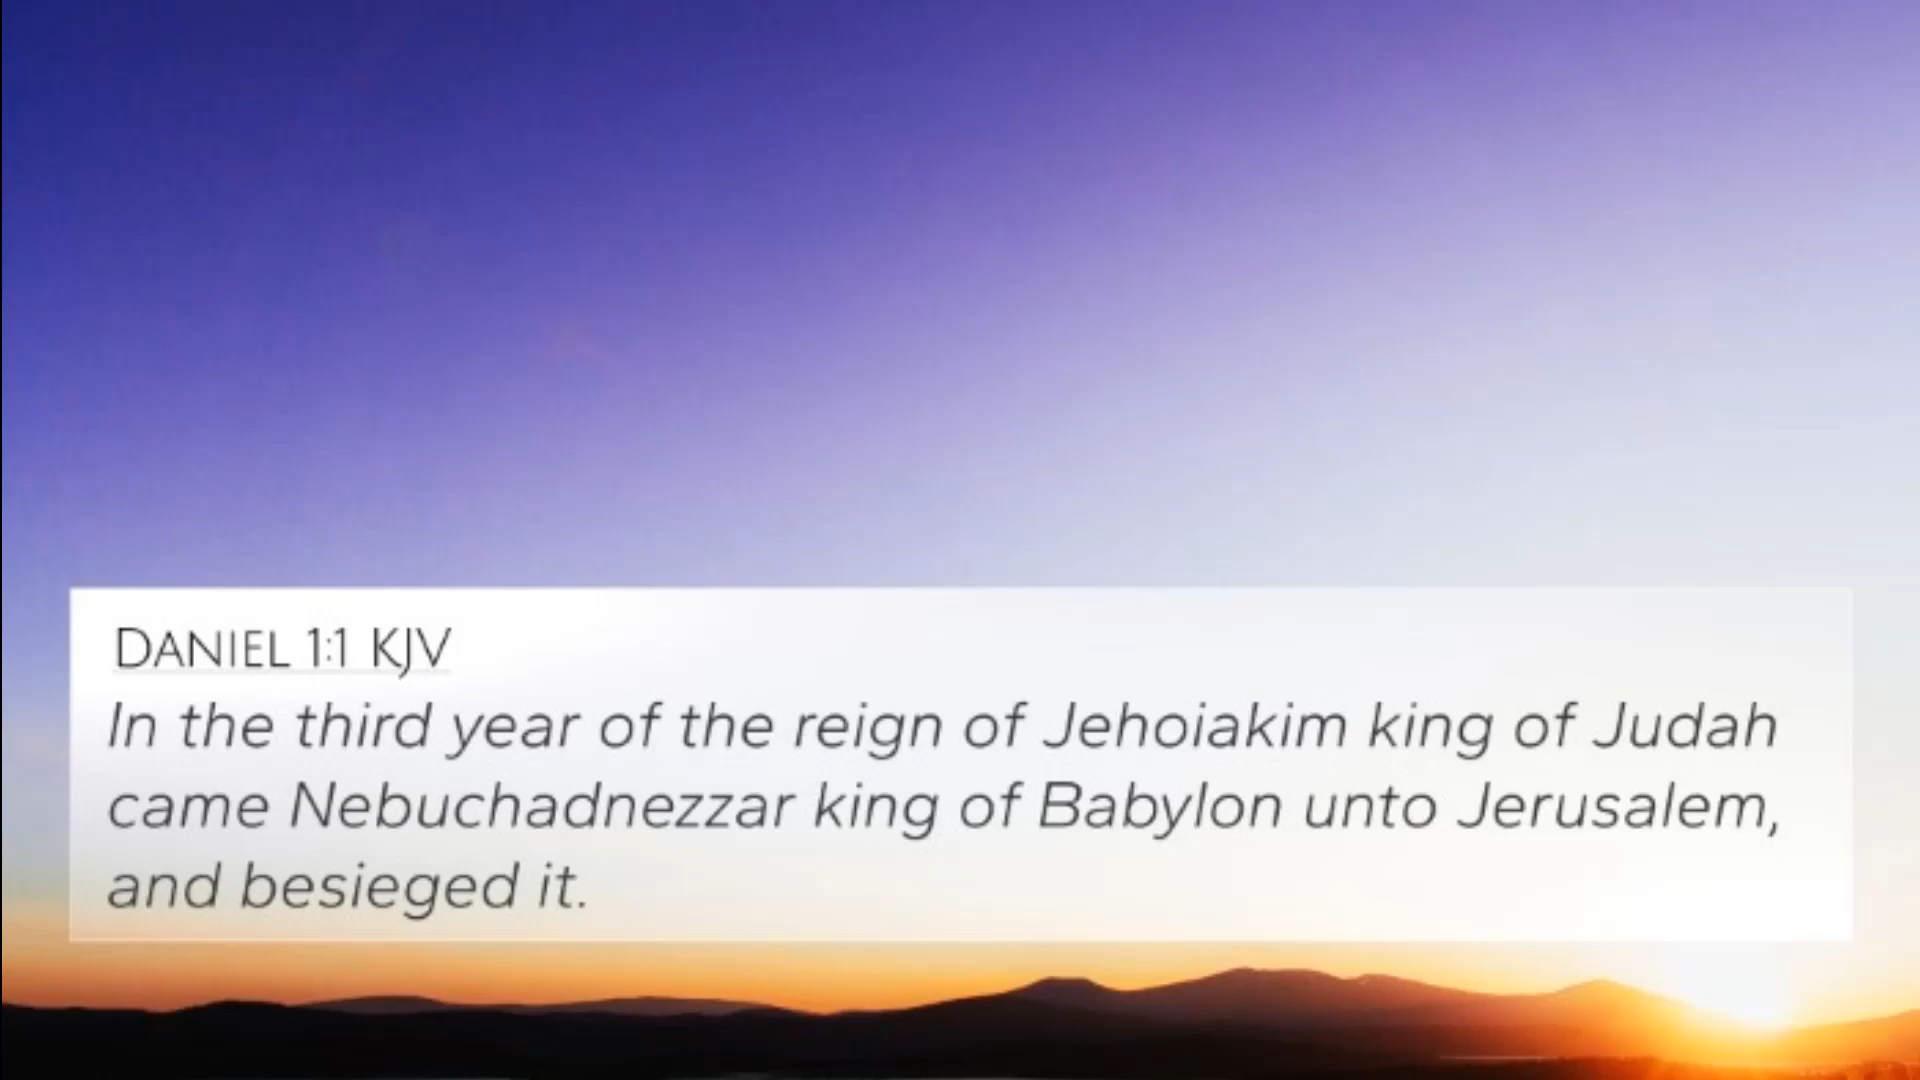 Daniel 1:1 KJV
In the third year of the reign of Jehoiakim king of Judah
came Nebuchadnezzar king of Babylon unto Jerusalem,
and besieged it.